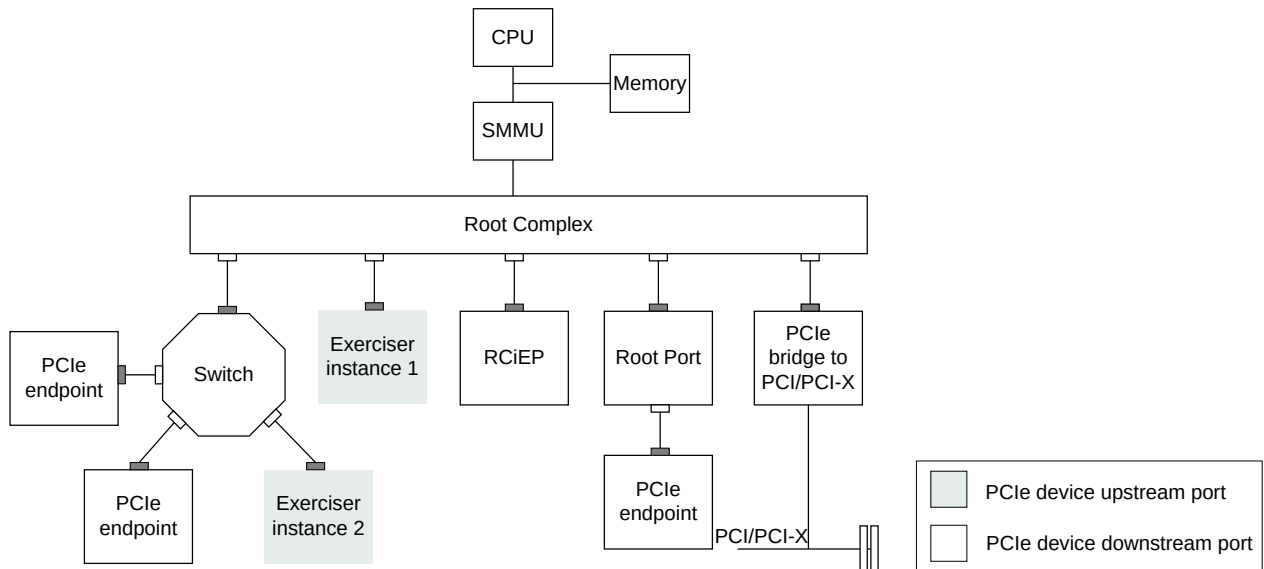 CPU
Memory
SMMU
Root Complex
PCIe
endpoint
Switch
Exerciser
instance 1
RCiEP
Root Port
PCIe
bridge to
PCI/PCI-X
PCIe
endpoint
Exerciser
instance 2
PCIe
endpoint
PCI/PCI-X
PCIe device upstream port
PCIe device downstream port